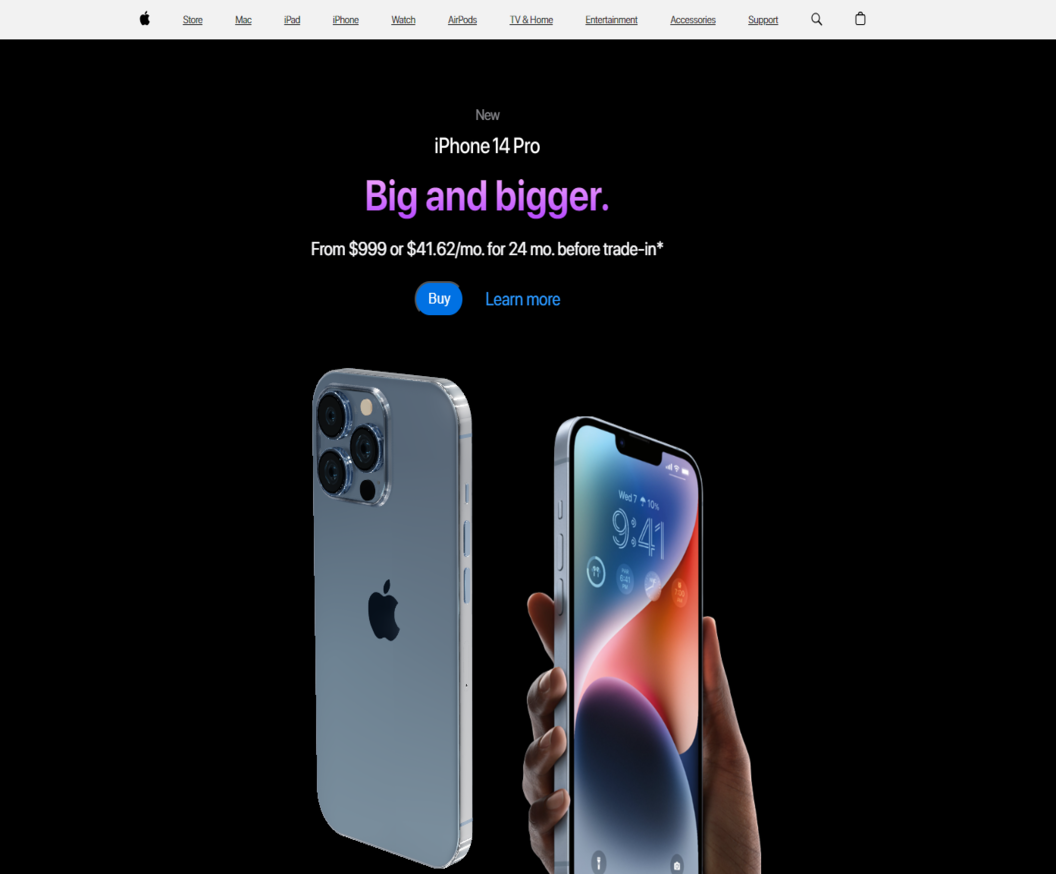 Store Mac iPad iPhone Watch AirPods TV & Home Entertainment Accessories Support
New
iPhone 14 Pro
Big and bigger.
From $999 or $41.62/mo. for 24 mo. before trade-in*
Buy Learn more
Wed 7 10%
9:41